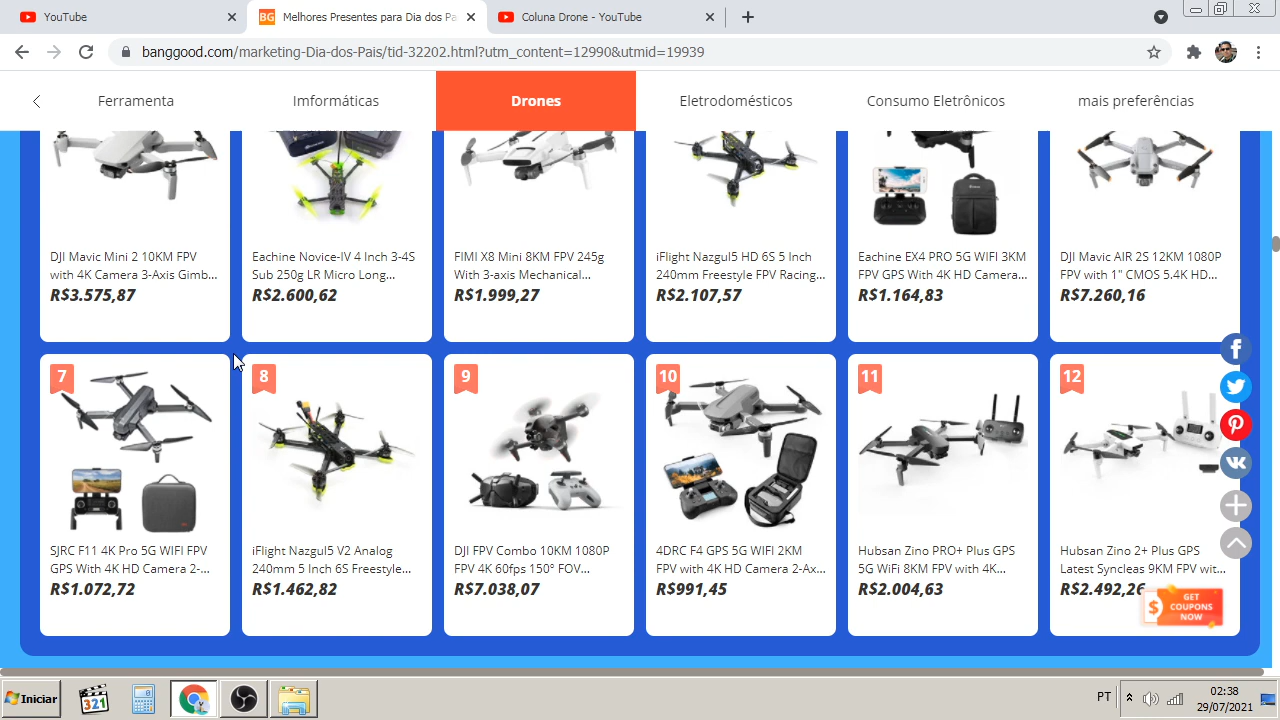 YouTube
BG
Melhores Presentes para Dia dos Pa
Coluna Drone - YouTube
banggood.com/marketing-Dia-dos-Pais/tid-32202.html?utm_content=12990&utmid=19939
Ferramenta
Imformáticas
Drones
Eletrodomésticos
Consumo Eletrônicos
mais preferências
DJI Mavic Mini 2 10KM FPV
with 4K Camera 3-Axis Gimb...
R$3.575,87
Eachine Novice-IV 4 Inch 3-4S
Sub 250g LR Micro Long...
R$2.600,62
FIMI X8 Mini 8KM FPV 245g
With 3-axis Mechanical...
R$1.999,27
iFlight Nazgul5 HD 6S 5 Inch
240mm Freestyle FPV Racing...
R$2.107,57
Eachine EX4 PRO 5G WIFI 3KM
FPV GPS With 4K HD Camera...
R$1.164,83
DJI Mavic AIR 2S 12KM 1080P
FPV with 1" CMOS 5.4K HD...
R$7.260,16
7
SJRC F11 4K Pro 5G WIFI FPV
GPS With 4K HD Camera 2-...
R$1.072,72
8
iFlight Nazgul5 V2 Analog
240mm 5 Inch 6S Freestyle...
R$1.462,82
9
DJI FPV Combo 10KM 1080P
FPV 4K 60fps 150° FOV...
R$7.038,07
10
4DRC F4 GPS 5G WIFI 2KM
FPV with 4K HD Camera 2-Ax...
R$991,45
11
Hubsan Zino PRO+ Plus GPS
5G WiFi 8KM FPV with 4K...
R$2.004,63
12
Hubsan Zino 2+ Plus GPS
Latest Syncleas 9KM FPV wit...
R$2.492,26
GET
COUPONS
NOW
Iniciar
321
PT
02:38
29/07/2021